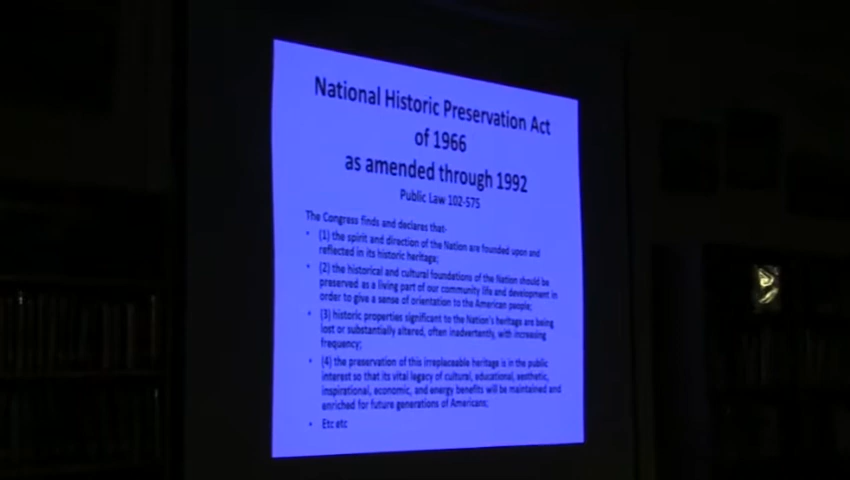 National Historic Preservation Act
of 1966
as amended through 1992
Public Law 102-575
The Congress finds and declares that-
• (1) the spirit and direction of the Nation are founded upon and
reflected in its historic heritage;
• (2) the historical and cultural foundations of the Nation should be
preserved as a living part of our community life and development in
order to give a sense of orientation to the American people;
• (3) historic properties significant to the Nation's heritage are being
lost or substantially altered, often inadvertently, with increasing
frequency;
• (4) the preservation of this irreplaceable heritage is in the public
interest so that its vital legacy of cultural, educational, aesthetic,
inspirational, economic, and energy benefits will be maintained and
enriched for future generations of Americans;
• Etc etc